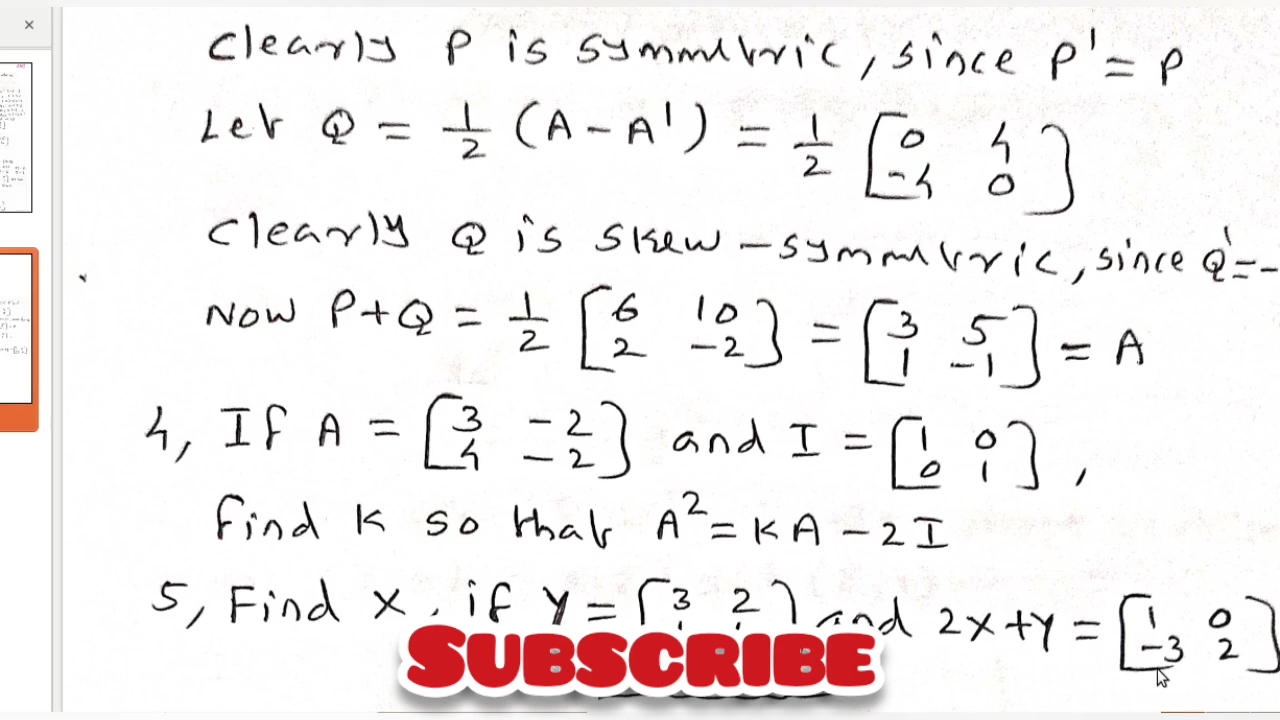 Clearly P is symmetric, since P' = P
Let Q = 1/2 (A - A') = 1/2 [0 4
-4 0]
Clearly Q is skew-symmetric, since Q' = -
Now P+Q = 1/2 [6 10
2 -2] = [3 5
1 -1] = A
4, If A = [3 -2
4 -2] and I = [1 0
0 1],
find K so that A² = KA - 2I
5, Find X, if Y = [3 2] and 2X+Y = [1 0
-3 2]
SUBSCRIBE